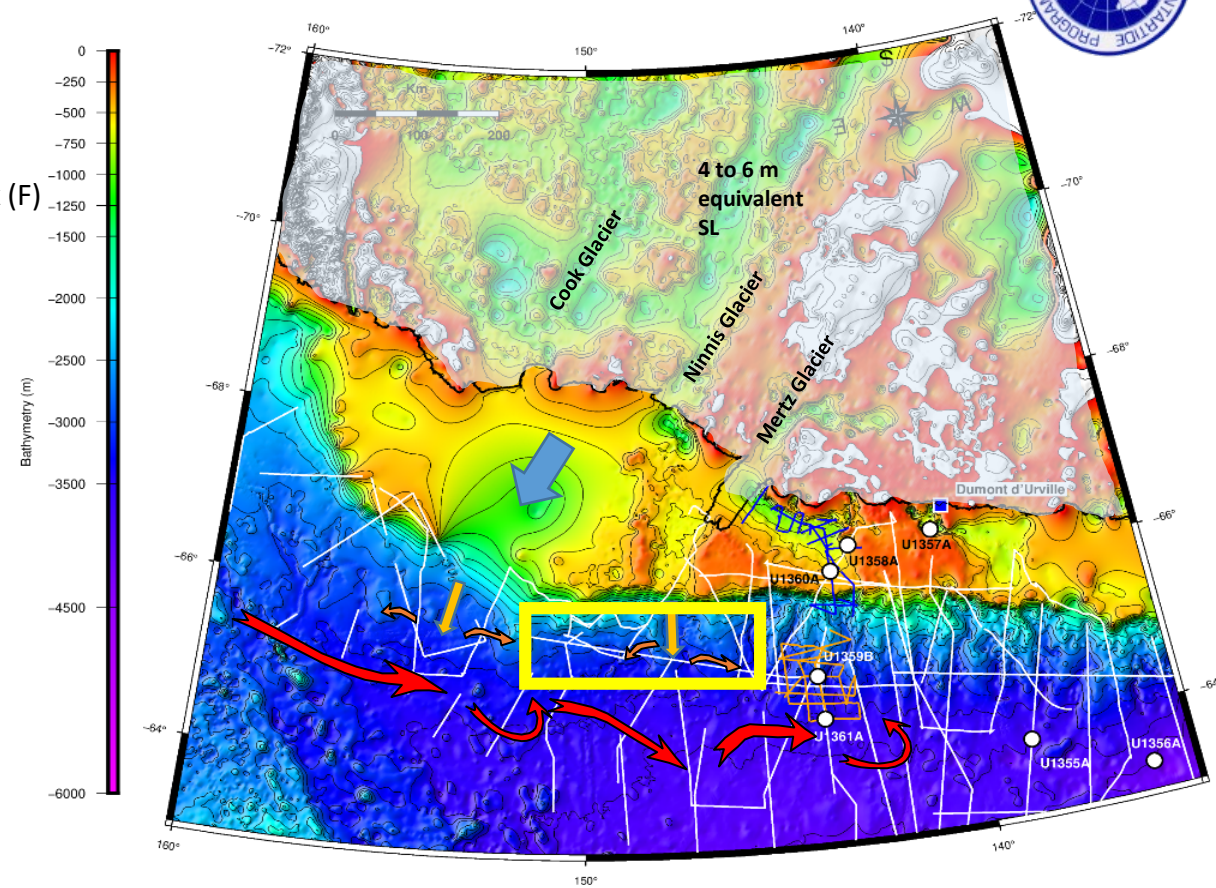 (F)
Bathymetry (m)
0
−250
−500
−750
−1000
−1250
−1500
−2000
−2500
−3000
−3500
−4500
−6000
160°
150°
140°
−72°
−72°
−70°
−70°
−68°
−68°
−66°
−66°
−64°
−64°
160°
150°
140°
Km
0 100 200
S
W
E
N
4 to 6 m
equivalent
SL
Cook Glacier
Ninnis Glacier
Mertz Glacier
Dumont d'Urville
U1357A
U1358A
U1360A
U1359B
U1361A
U1355A
U1356A
NTARTIDE
PROGRAM